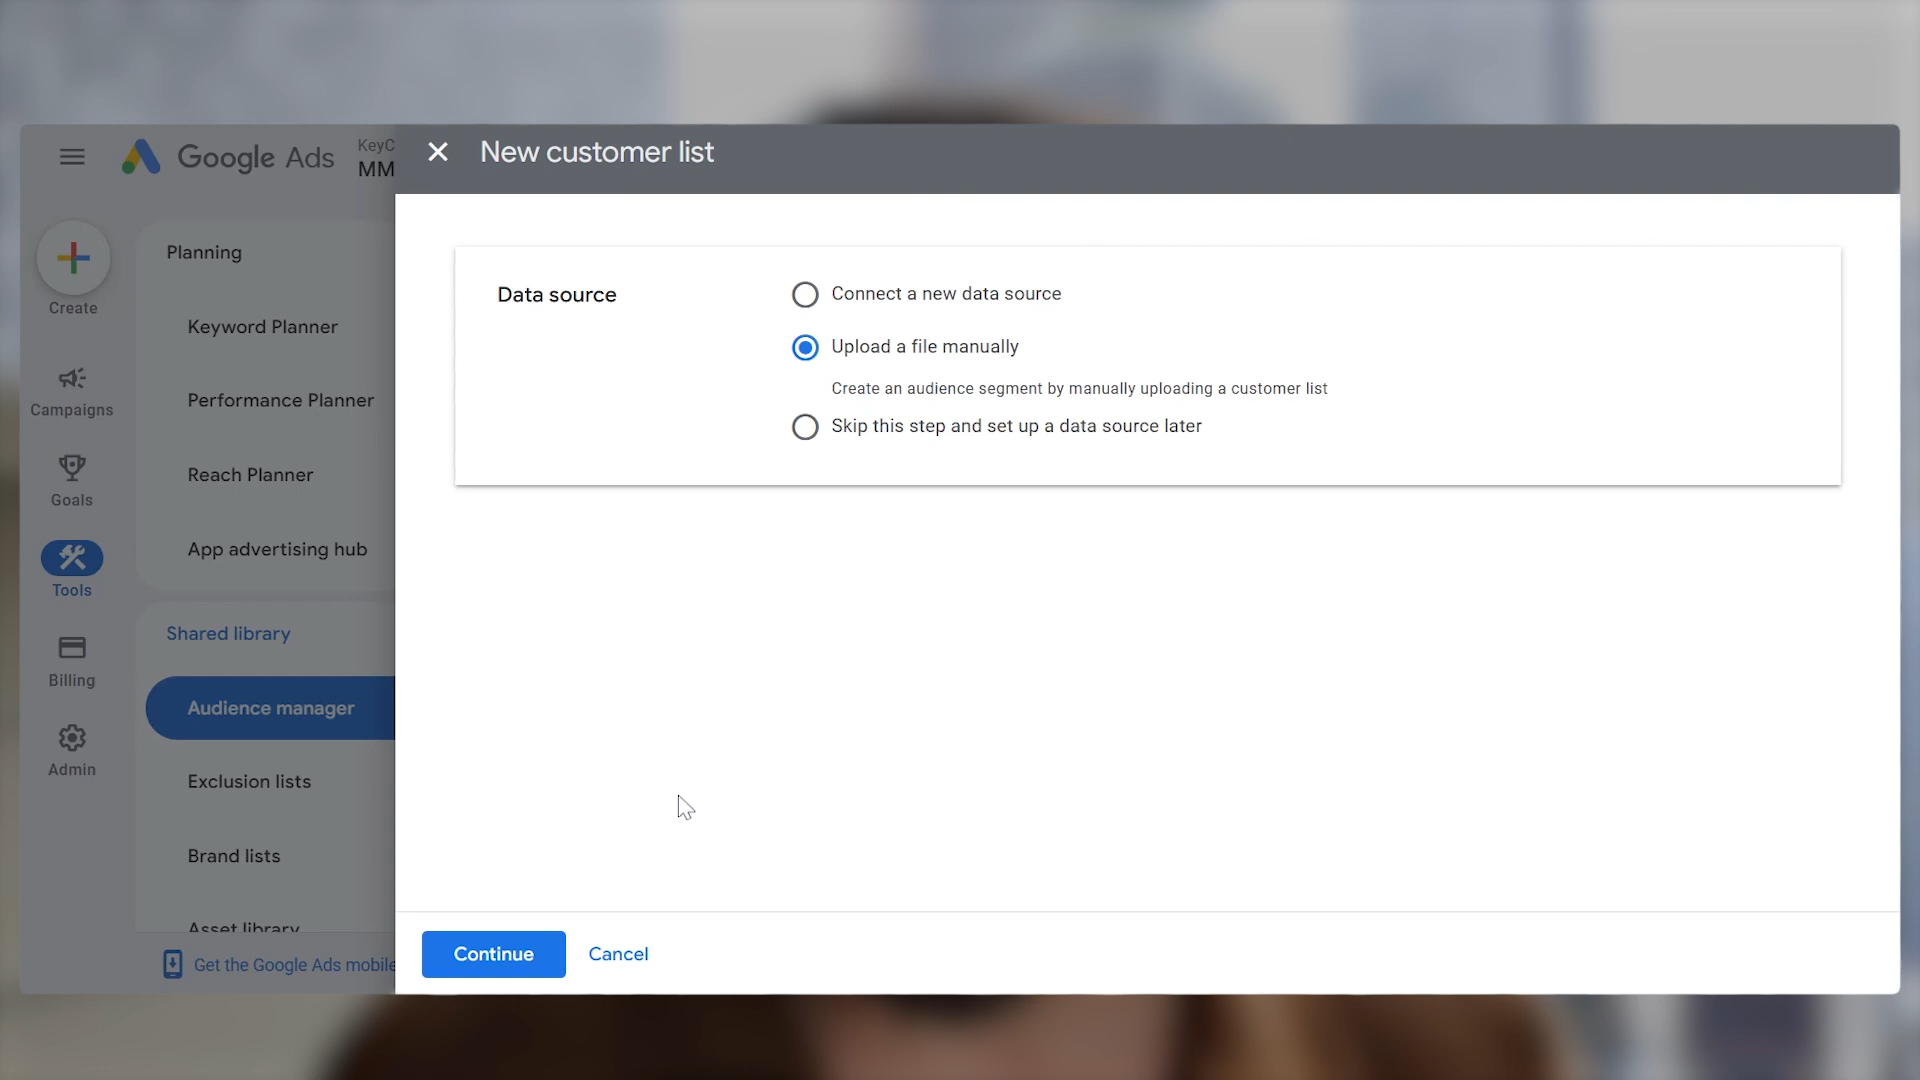 Google Ads
KeyC
MM
New customer list
Create
Campaigns
Goals
Tools
Billing
Admin
Planning
Keyword Planner
Performance Planner
Reach Planner
App advertising hub
Shared library
Audience manager
Exclusion lists
Brand lists
Asset library
Get the Google Ads mobile
Data source
Connect a new data source
Upload a file manually
Create an audience segment by manually uploading a customer list
Skip this step and set up a data source later
Continue
Cancel